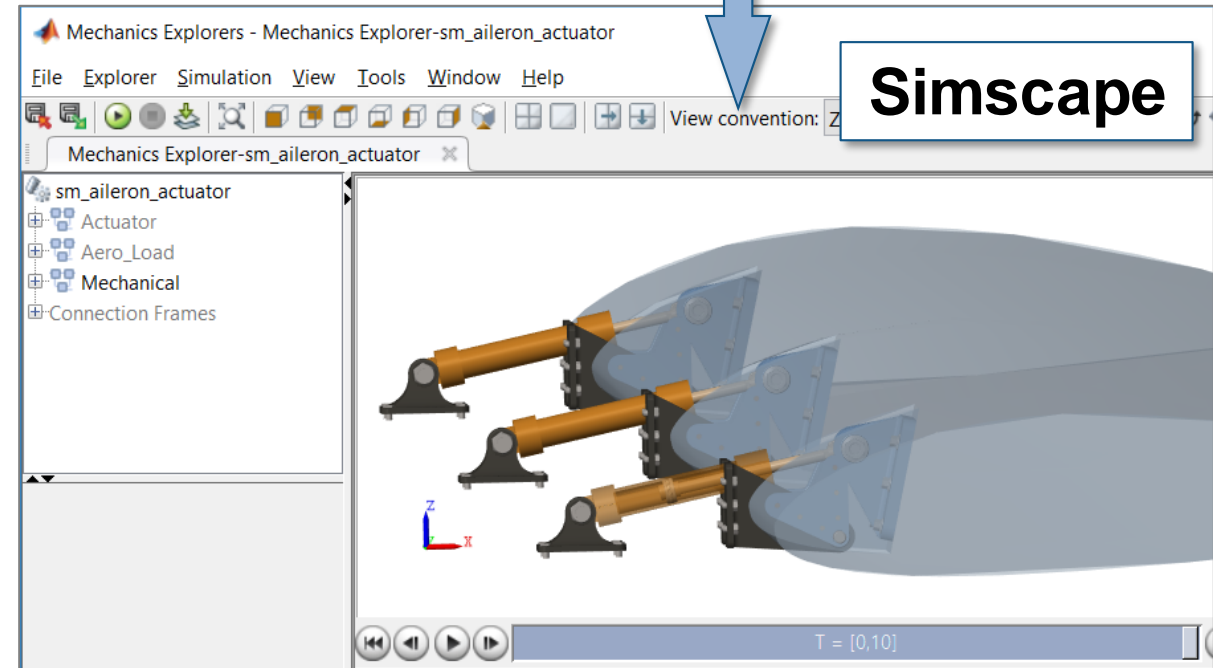 Mechanics Explorers - Mechanics Explorer-sm_aileron_actuator
File Explorer Simulation View Tools Window Help
View convention: Z
Simscape
Mechanics Explorer-sm_aileron_actuator
sm_aileron_actuator
Actuator
Aero_Load
Mechanical
Connection Frames
Z
X
T = [0,10]